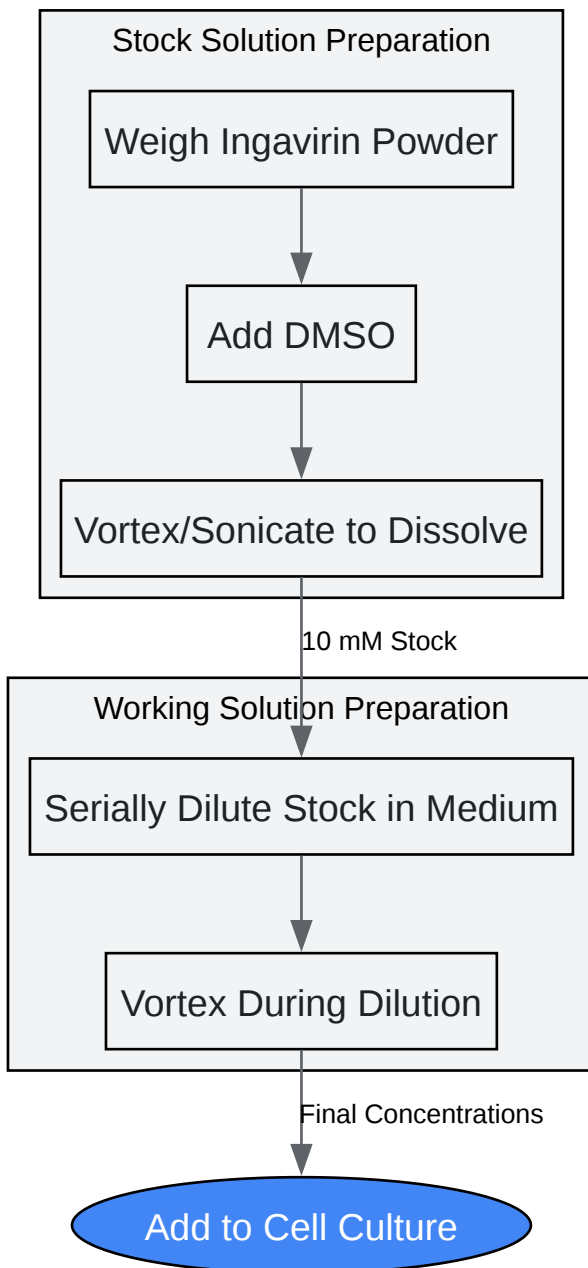 Stock Solution Preparation
Weigh Ingavirin Powder
Add DMSO
Vortex/Sonicate to Dissolve
10 mM Stock
Working Solution Preparation
Serially Dilute Stock in Medium
Vortex During Dilution
Final Concentrations
Add to Cell Culture